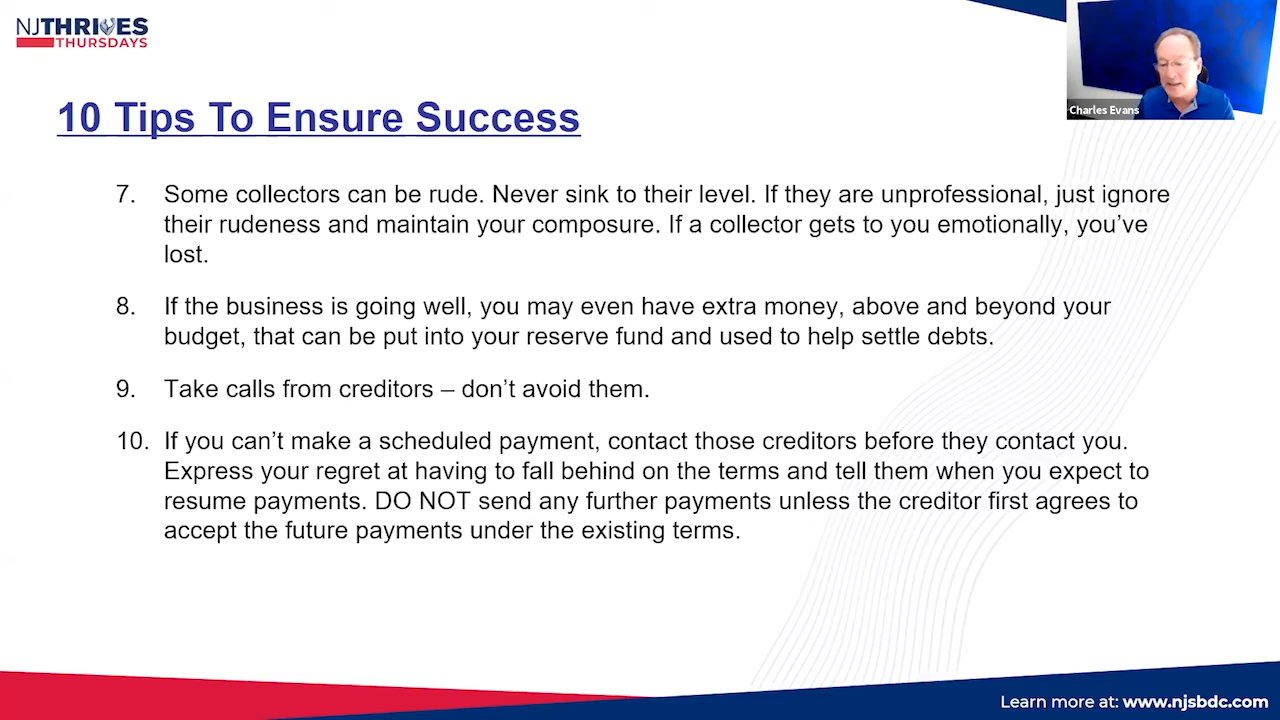 NJTHRIVES
THURSDAYS
Charles Evans
10 Tips To Ensure Success
7. Some collectors can be rude. Never sink to their level. If they are unprofessional, just ignore
their rudeness and maintain your composure. If a collector gets to you emotionally, you’ve
lost.
8. If the business is going well, you may even have extra money, above and beyond your
budget, that can be put into your reserve fund and used to help settle debts.
9. Take calls from creditors – don’t avoid them.
10. If you can’t make a scheduled payment, contact those creditors before they contact you.
Express your regret at having to fall behind on the terms and tell them when you expect to
resume payments. DO NOT send any further payments unless the creditor first agrees to
accept the future payments under the existing terms.
Learn more at: www.njsbdc.com